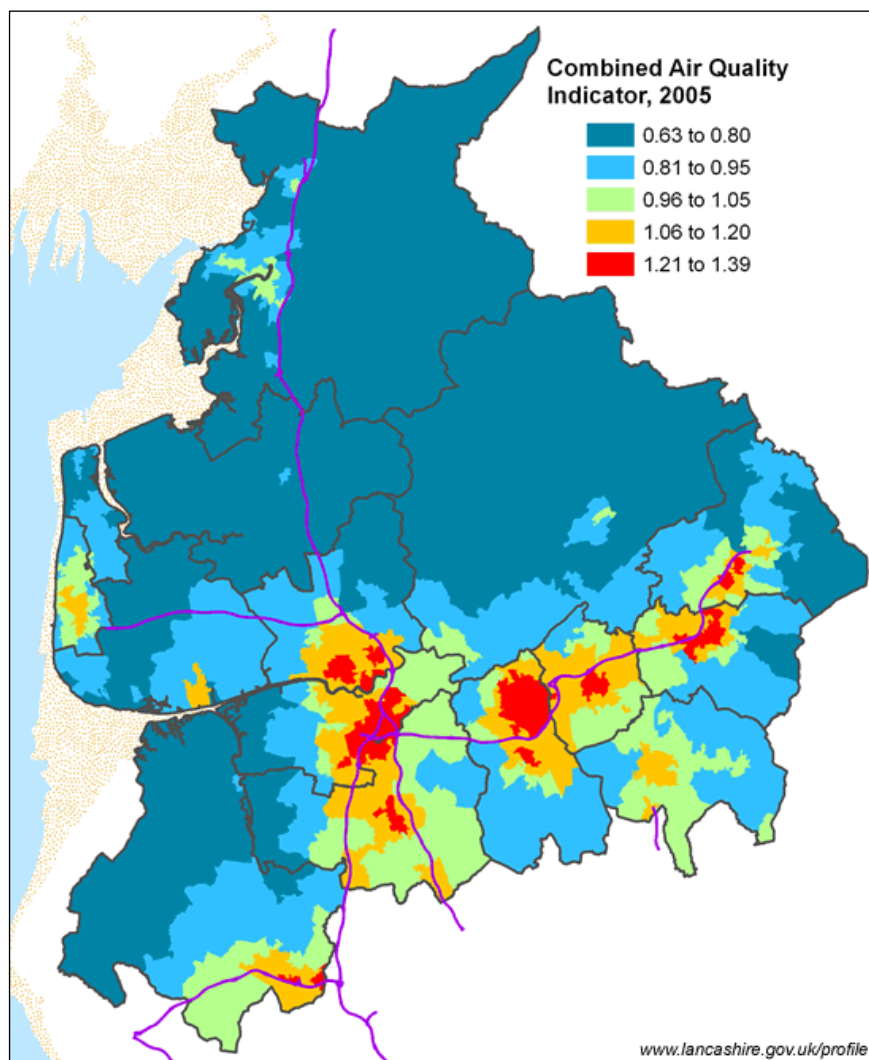 Combined Air Quality
Indicator, 2005
0.63 to 0.80
0.81 to 0.95
0.96 to 1.05
1.06 to 1.20
1.21 to 1.39
www.lancashire.gov.uk/profile